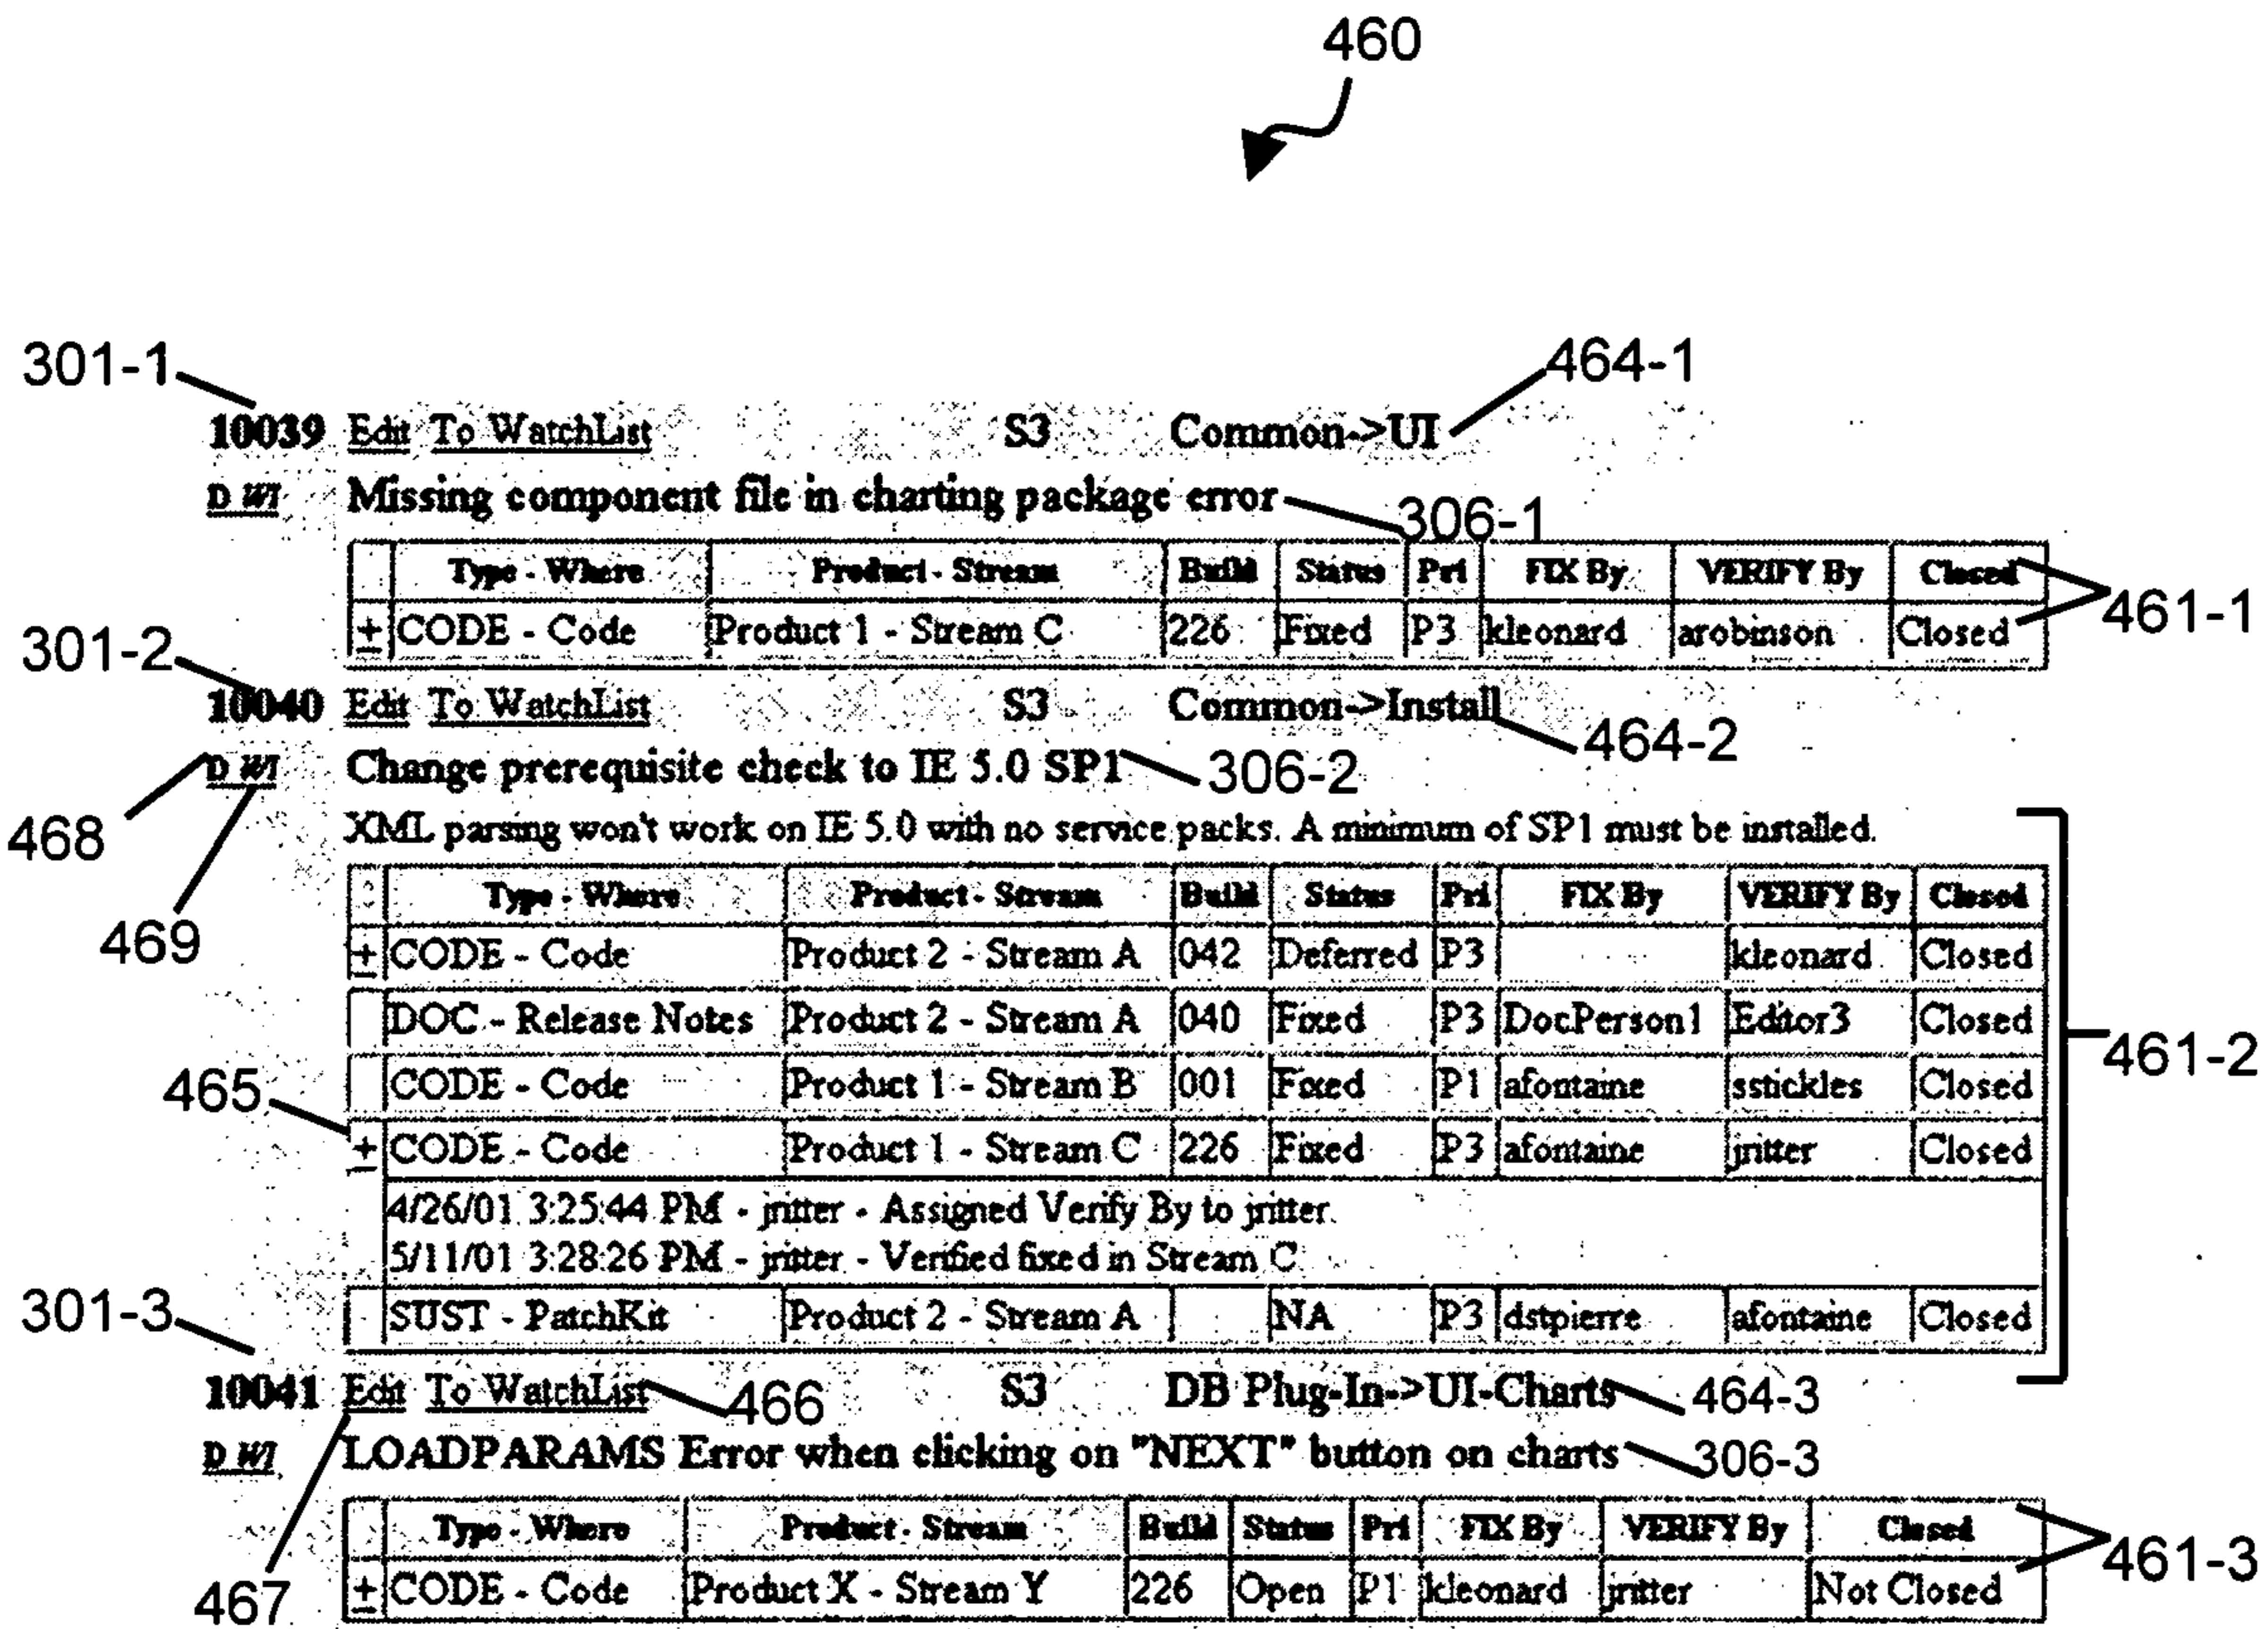 460
301-1 464-1
10039 Edit To WatchList S3 Common->UI
D WI Missing component file in charting package error 306-1
Type - Where Product - Stream Build Status Pri FIX By VERIFY By Closed
± CODE - Code Product 1 - Stream C 226 Fixed P3 kleonard arobinson Closed 461-1
301-2
10040 Edit To WatchList S3 Common->Install 464-2
468 D WI Change prerequisite check to IE 5.0 SP1 306-2
XML parsing won't work on IE 5.0 with no service packs. A minimum of SP1 must be installed.
469 Type - Where Product - Stream Build Status Pri FIX By VERIFY By Closed
± CODE - Code Product 2 - Stream A 042 Deferred P3 kleonard Closed
DOC - Release Notes Product 2 - Stream A 040 Fixed P3 DocPerson1 Editor3 Closed
461-2
465 CODE - Code Product 1 - Stream B 001 Fixed P1 afontaine sstickles Closed
± CODE - Code Product 1 - Stream C 226 Fixed P3 afontaine jritter Closed
4/26/01 3:25:44 PM - jritter - Assigned Verify By to jritter.
5/11/01 3:28:26 PM - jritter - Verified fixed in Stream C
301-3 SUST - PatchKit Product 2 - Stream A NA P3 dstpierre afontaine Closed
10041 Edit To WatchList 466 S3 DB Plug-In->UI-Charts 464-3
D WI LOADPARAMS Error when clicking on "NEXT" button on charts 306-3
Type - Where Product - Stream Build Status Pri FIX By VERIFY By Closed
467 ± CODE - Code Product X - Stream Y 226 Open P1 kleonard jritter Not Closed 461-3